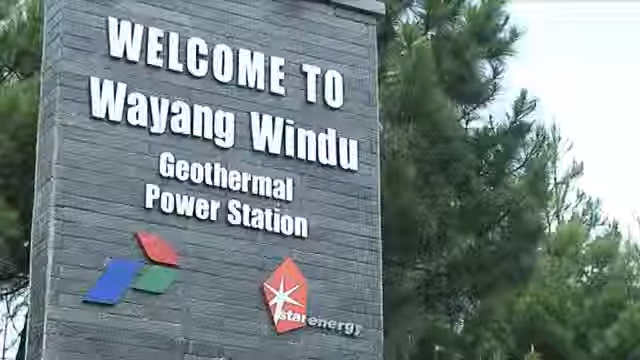 WELCOME TO
Wayang Windu
Geothermal
Power Station
starenergy